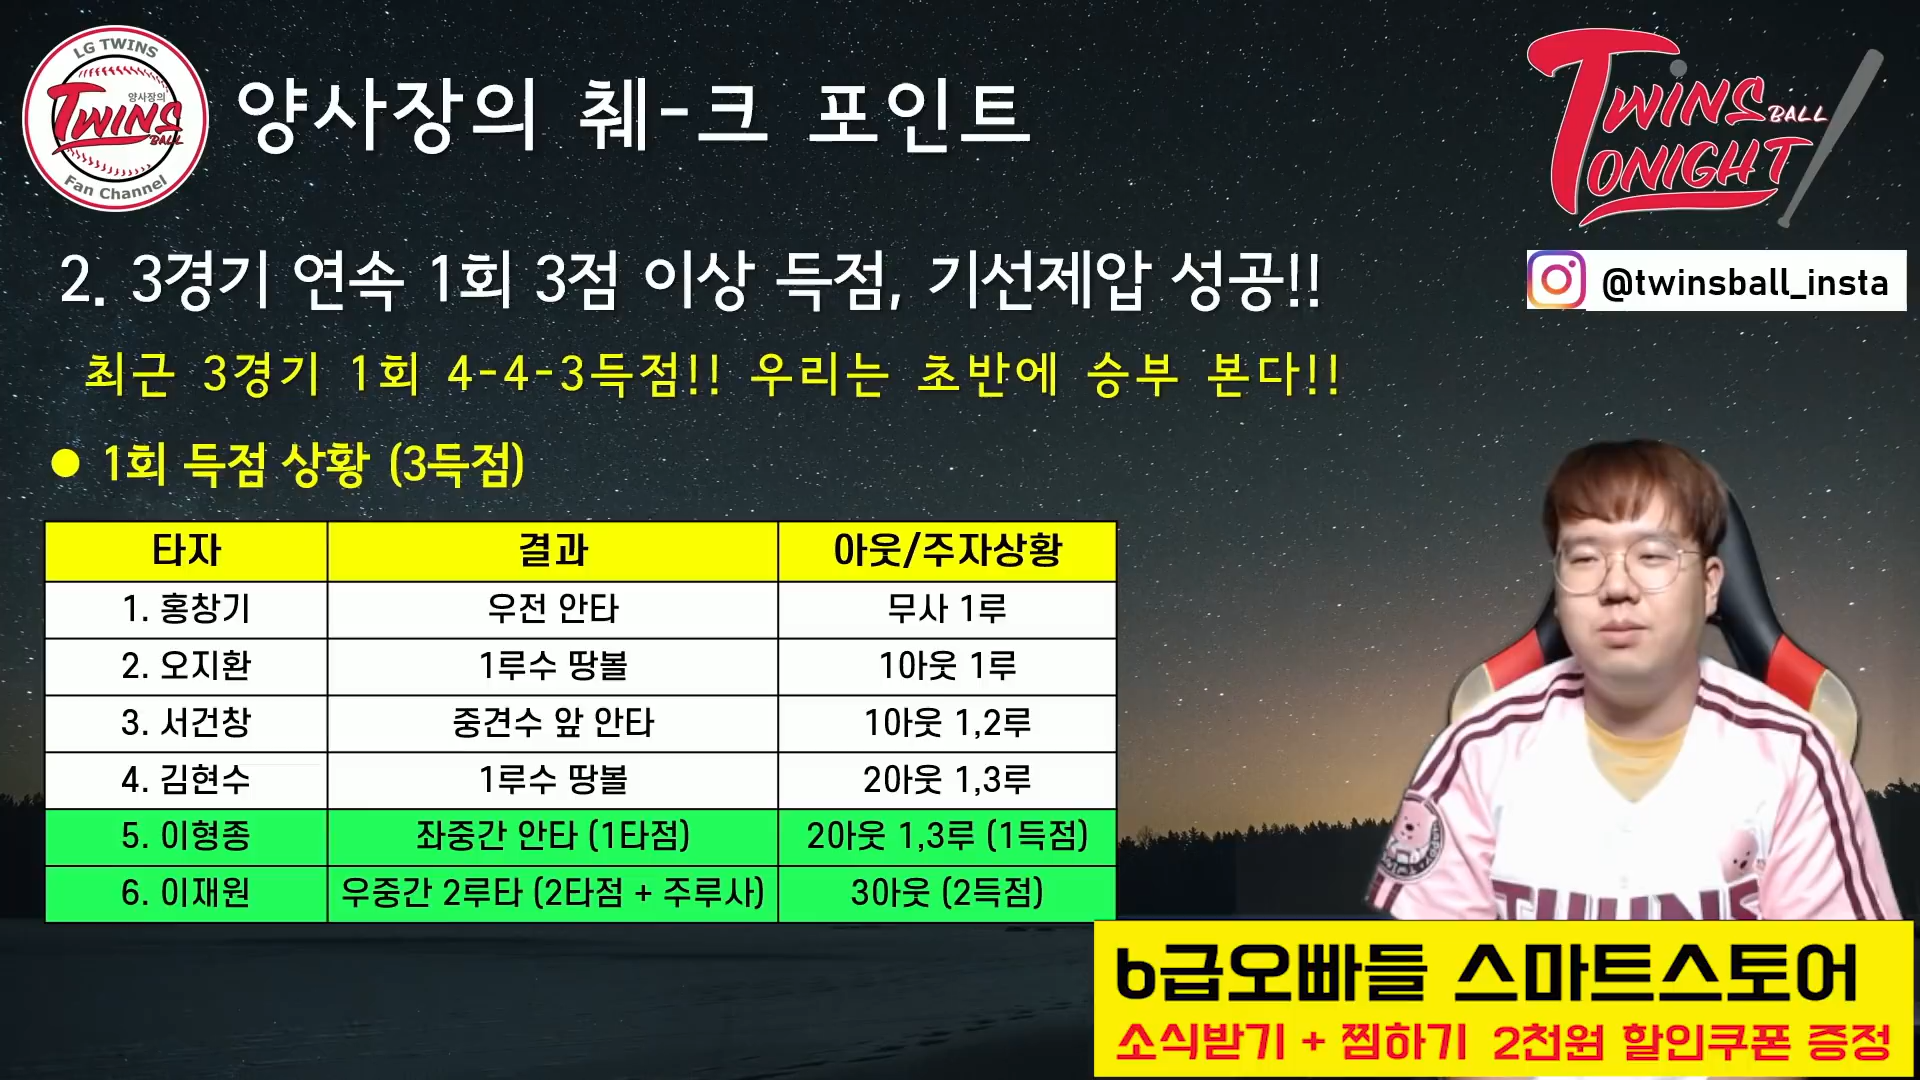 LG TWINS
양사장의
TWINS
BALL
Fan Channel
양사장의 췌-크 포인트
TWINS BALL
TONIGHT
@twinsball_insta
2. 3경기 연속 1회 3점 이상 득점, 기선제압 성공!!
최근 3경기 1회 4-4-3득점!! 우리는 초반에 승부 본다!!
● 1회 득점 상황 (3득점)
타자 결과 아웃/주자상황
1. 홍창기 우전 안타 무사 1루
2. 오지환 1루수 땅볼 1아웃 1루
3. 서건창 중견수 앞 안타 1아웃 1,2루
4. 김현수 1루수 땅볼 2아웃 1,3루
5. 이형종 좌중간 안타 (1타점) 2아웃 1,3루 (1득점)
6. 이재원 우중간 2루타 (2타점 + 주루사) 3아웃 (2득점)
TWINS
b급오빠들 스마트스토어
소식받기 + 찜하기 2천원 할인쿠폰 증정